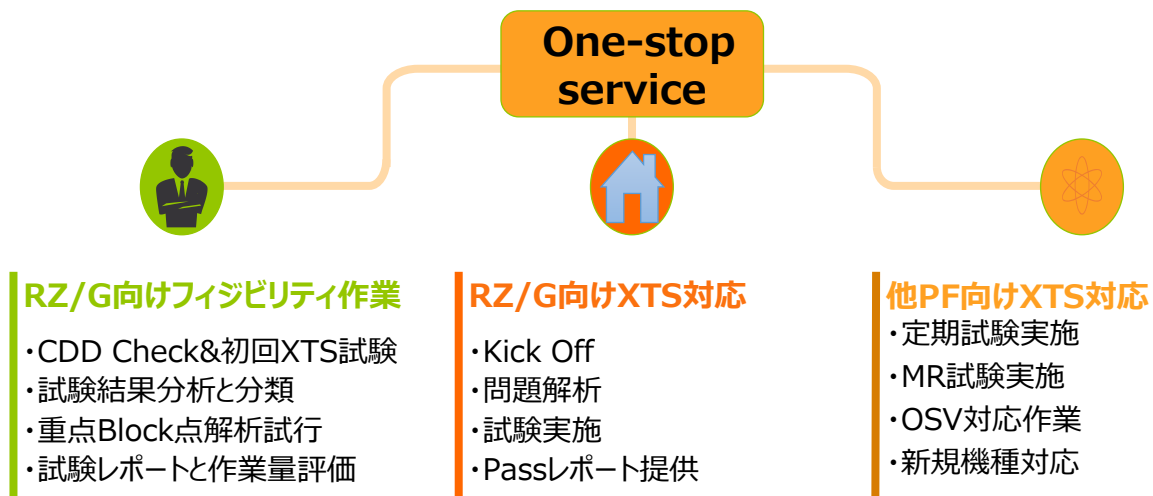 One-stop
service
RZ/G向けフィジビリティ作業
・CDD Check&初回XTS試験
・試験結果分析と分類
・重点Block点解析試行
・試験レポートと作業量評価
RZ/G向けXTS対応
・Kick Off
・問題解析
・試験実施
・Passレポート提供
他PF向けXTS対応
・定期試験実施
・MR試験実施
・OSV対応作業
・新規機種対応